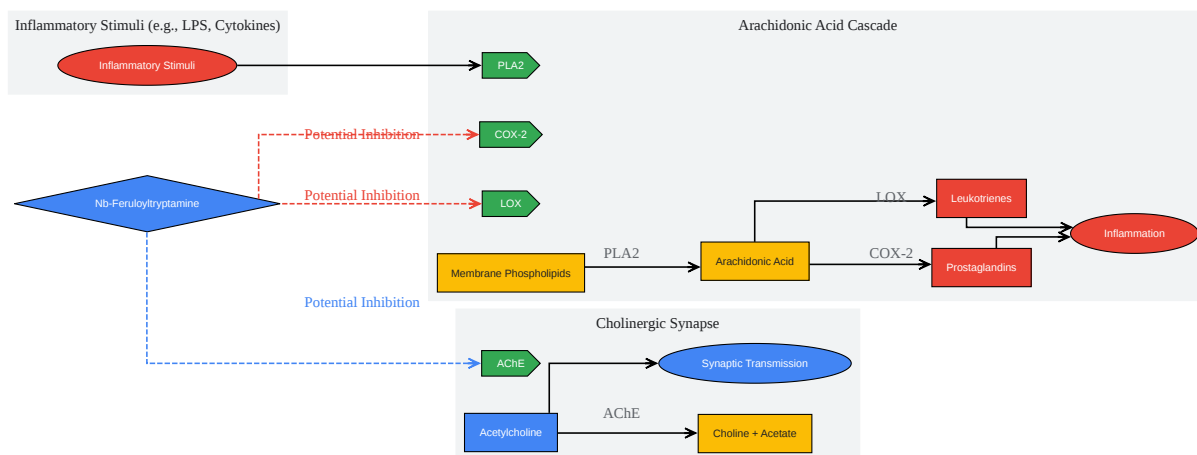 Inflammatory Stimuli (e.g., LPS, Cytokines)
Inflammatory Stimuli
Arachidonic Acid Cascade
PLA2
Potential Inhibition
COX-2
Nb-Feruloyltryptamine
Potential Inhibition
LOX
LOX
Leukotrienes
Inflammation
Membrane Phospholipids
PLA2
Arachidonic Acid
COX-2
Prostaglandins
Potential Inhibition
Cholinergic Synapse
AChE
Synaptic Transmission
Acetylcholine
AChE
Choline + Acetate